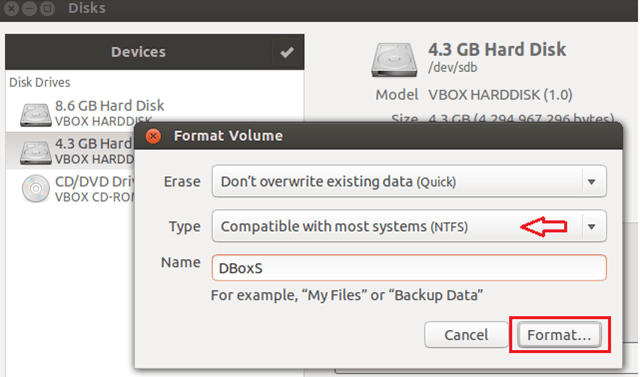 Disks
Devices
Disk Drives
8.6 GB Hard Disk
VBOX HARDDISK
4.3 GB Hard
VBOX HARDD
CD/DVD Driv
VBOX CD-ROM
4.3 GB Hard Disk
/dev/sdb
Model VBOX HARDDISK (1.0)
Size 4.3 GB (4,294,967,296 bytes)
Format Volume
Erase Don't overwrite existing data (Quick)
Type Compatible with most systems (NTFS)
Name DBoxS
For example, “My Files” or “Backup Data”
Cancel Format...